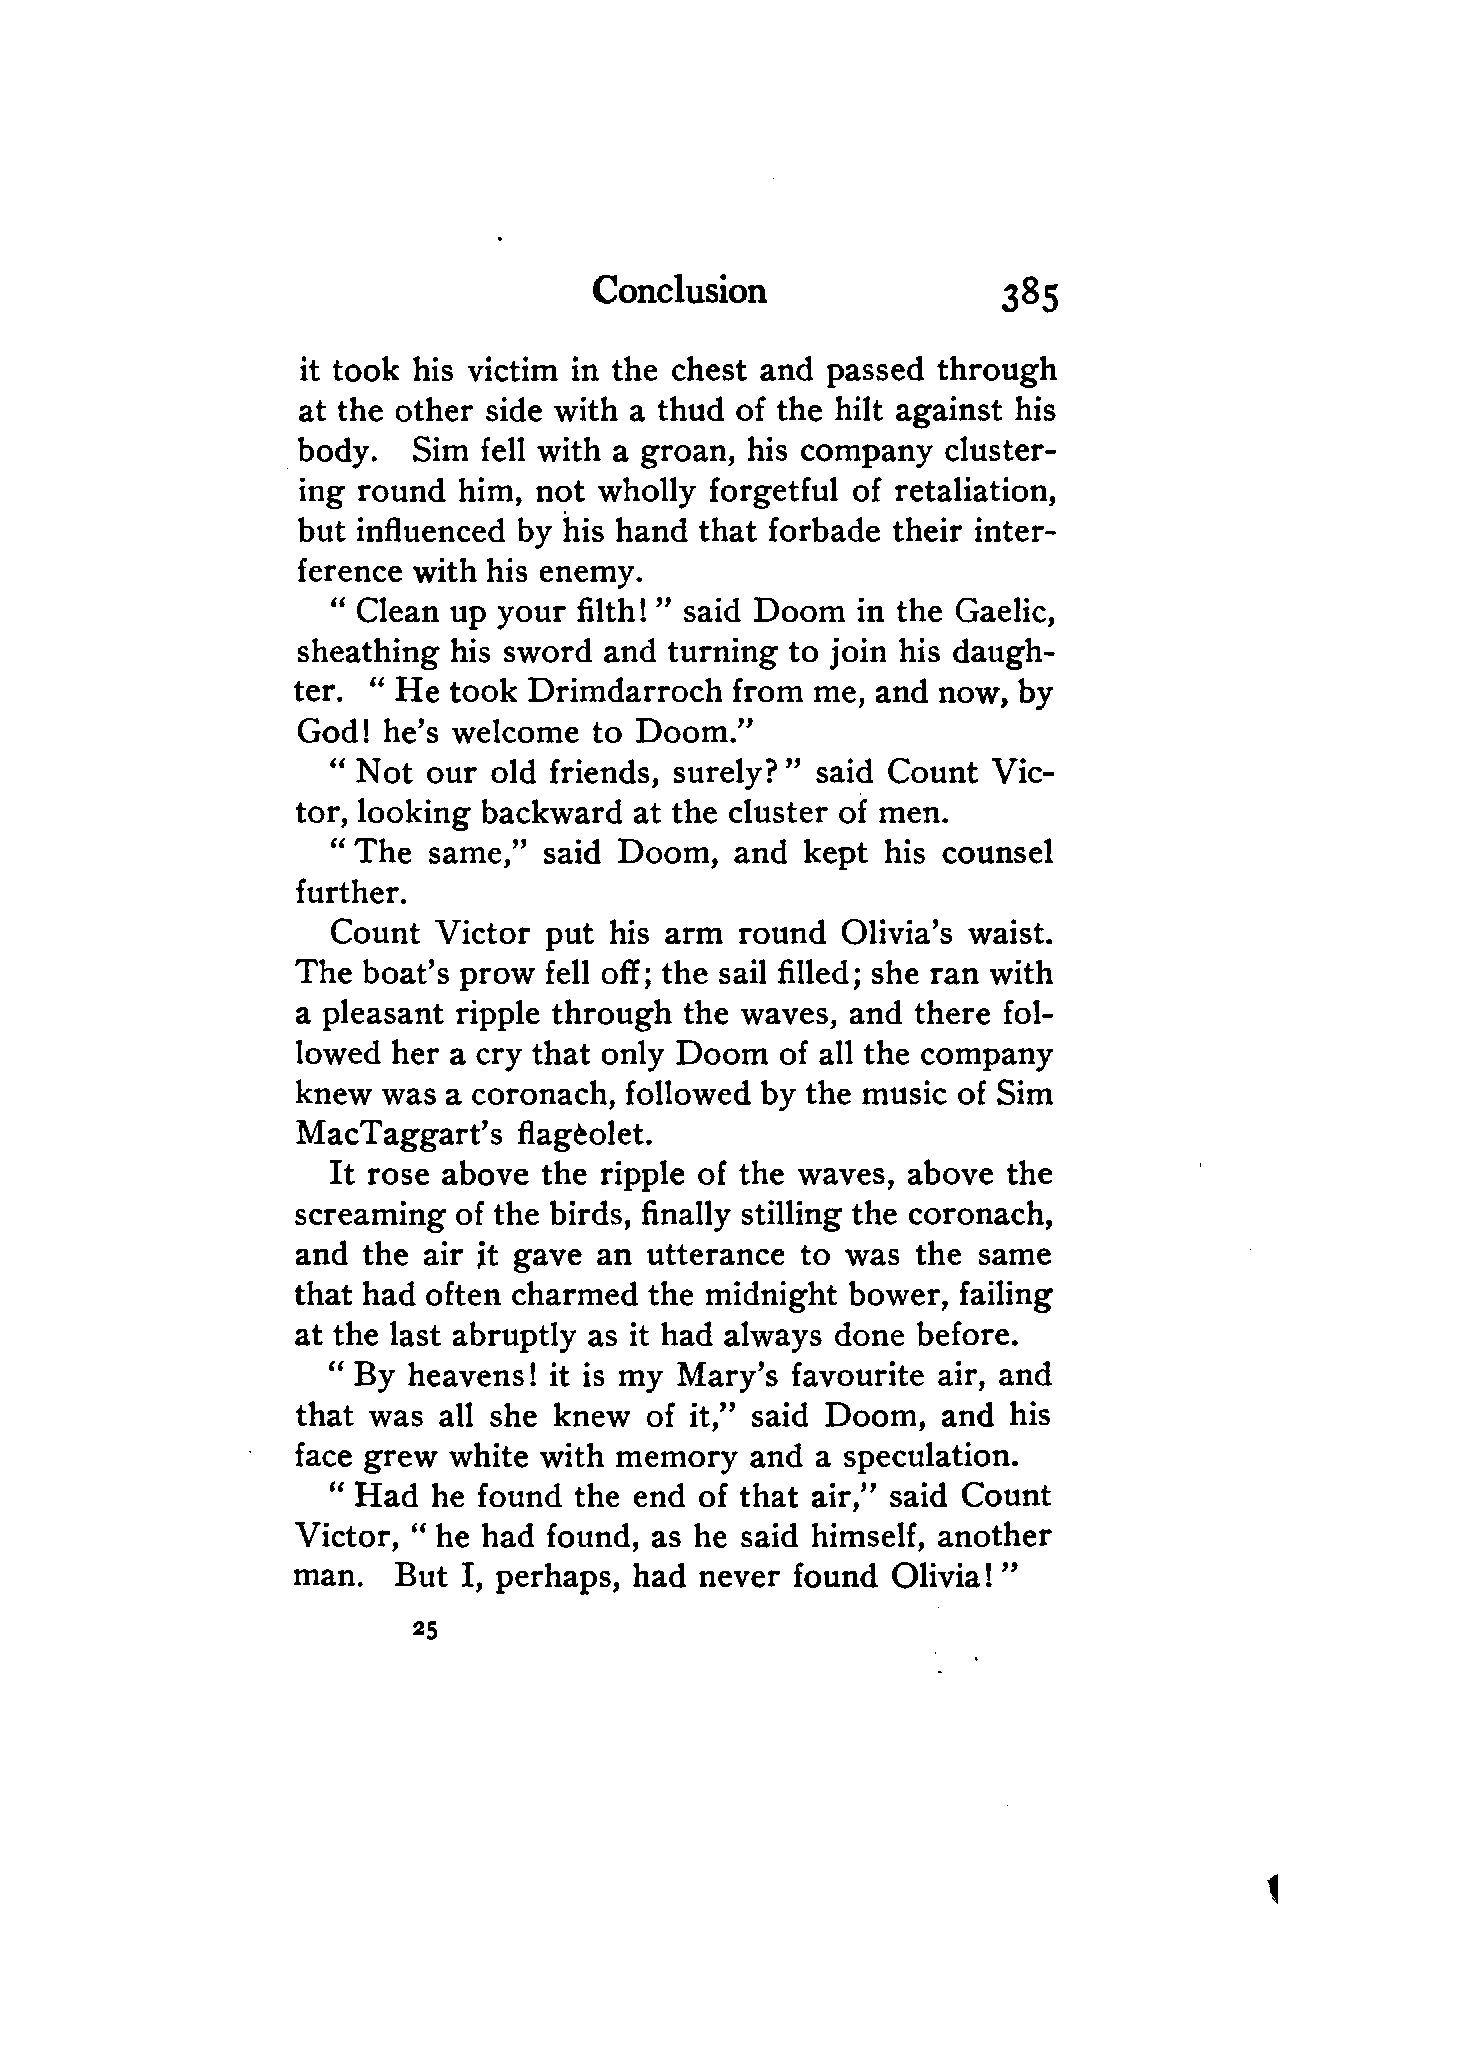 Conclusion 385
it took his victim in the chest and passed through
at the other side with a thud of the hilt against his
body. Sim fell with a groan, his company cluster-
ing round him, not wholly forgetful of retaliation,
but influenced by his hand that forbade their inter-
ference with his enemy.
“ Clean up your filth! ” said Doom in the Gaelic,
sheathing his sword and turning to join his daugh-
ter. “ He took Drimdarroch from me, and now, by
God! he’s welcome to Doom.”
“ Not our old friends, surely? ” said Count Vic-
tor, looking backward at the cluster of men.
“ The same,” said Doom, and kept his counsel
further.
Count Victor put his arm round Olivia’s waist.
The boat’s prow fell off; the sail filled; she ran with
a pleasant ripple through the waves, and there fol-
lowed her a cry that only Doom of all the company
knew was a coronach, followed by the music of Sim
MacTaggart’s flageolet.
It rose above the ripple of the waves, above the
screaming of the birds, finally stilling the coronach,
and the air it gave an utterance to was the same
that had often charmed the midnight bower, failing
at the last abruptly as it had always done before.
“ By heavens! it is my Mary’s favourite air, and
that was all she knew of it,” said Doom, and his
face grew white with memory and a speculation.
“ Had he found the end of that air,” said Count
Victor, “ he had found, as he said himself, another
man. But I, perhaps, had never found Olivia! ”
25